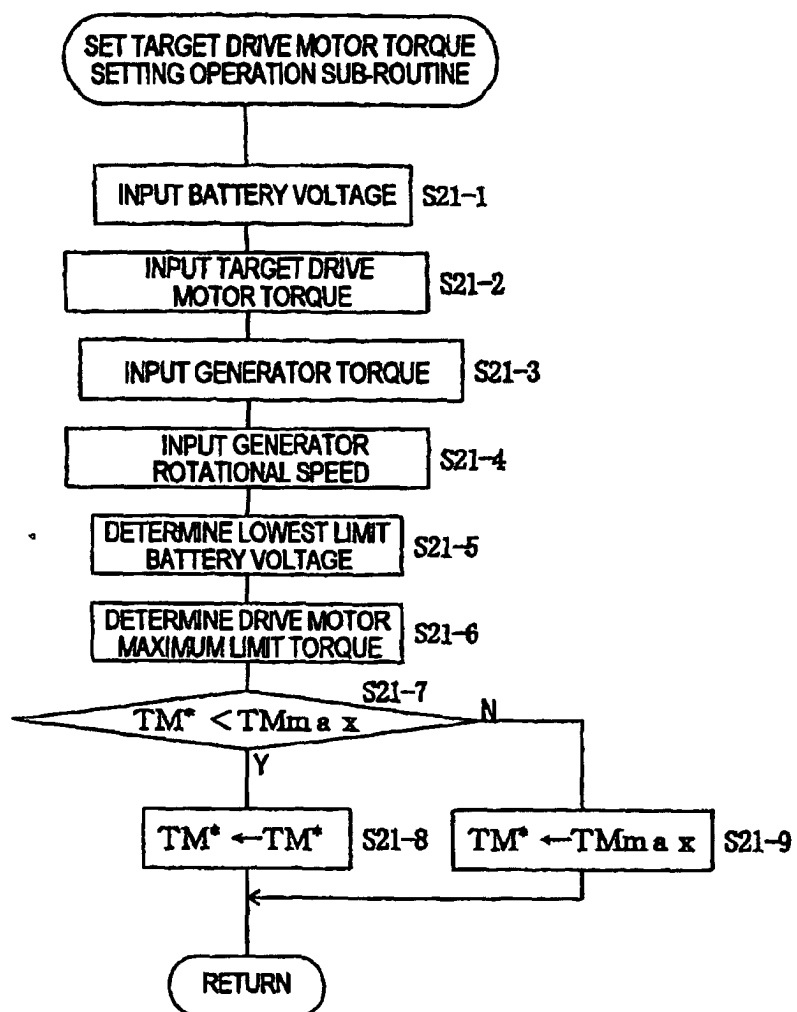 SET TARGET DRIVE MOTOR TORQUE
SETTING OPERATION SUB-ROUTINE
INPUT BATTERY VOLTAGE S21-1
INPUT TARGET DRIVE
MOTOR TORQUE
S21-2
INPUT GENERATOR TORQUE S21-3
INPUT GENERATOR
ROTATIONAL SPEED
S21-4
DETERMINE LOWEST LIMIT
BATTERY VOLTAGE
S21-5
DETERMINE DRIVE MOTOR
MAXIMUM LIMIT TORQUE
S21-6
S21-7
TM* <TMmax N
Y
TM* ←TM* S21-8
TM* ←TMmax S21-9
RETURN